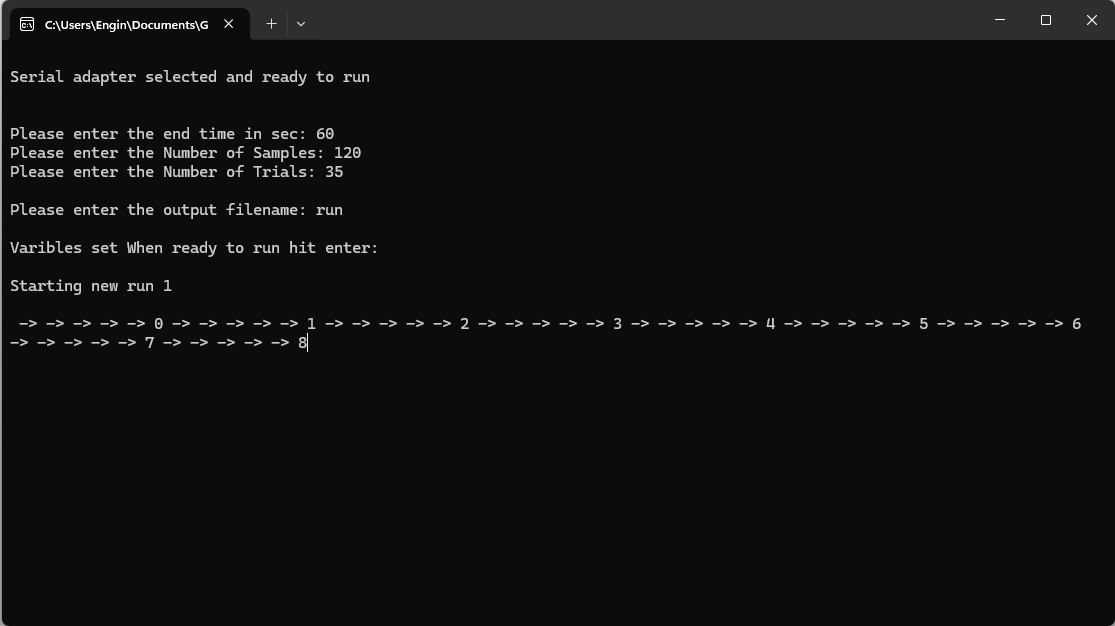 C:\Users\Engin\Documents\G
Serial adapter selected and ready to run
Please enter the end time in sec: 60
Please enter the Number of Samples: 120
Please enter the Number of Trials: 35
Please enter the output filename: run
Varibles set When ready to run hit enter:
Starting new run 1
-> -> -> -> -> 0 -> -> -> -> -> 1 -> -> -> -> -> 2 -> -> -> -> -> 3 -> -> -> -> -> 4 -> -> -> -> -> 5 -> -> -> -> -> 6
-> -> -> -> -> 7 -> -> -> -> -> 8